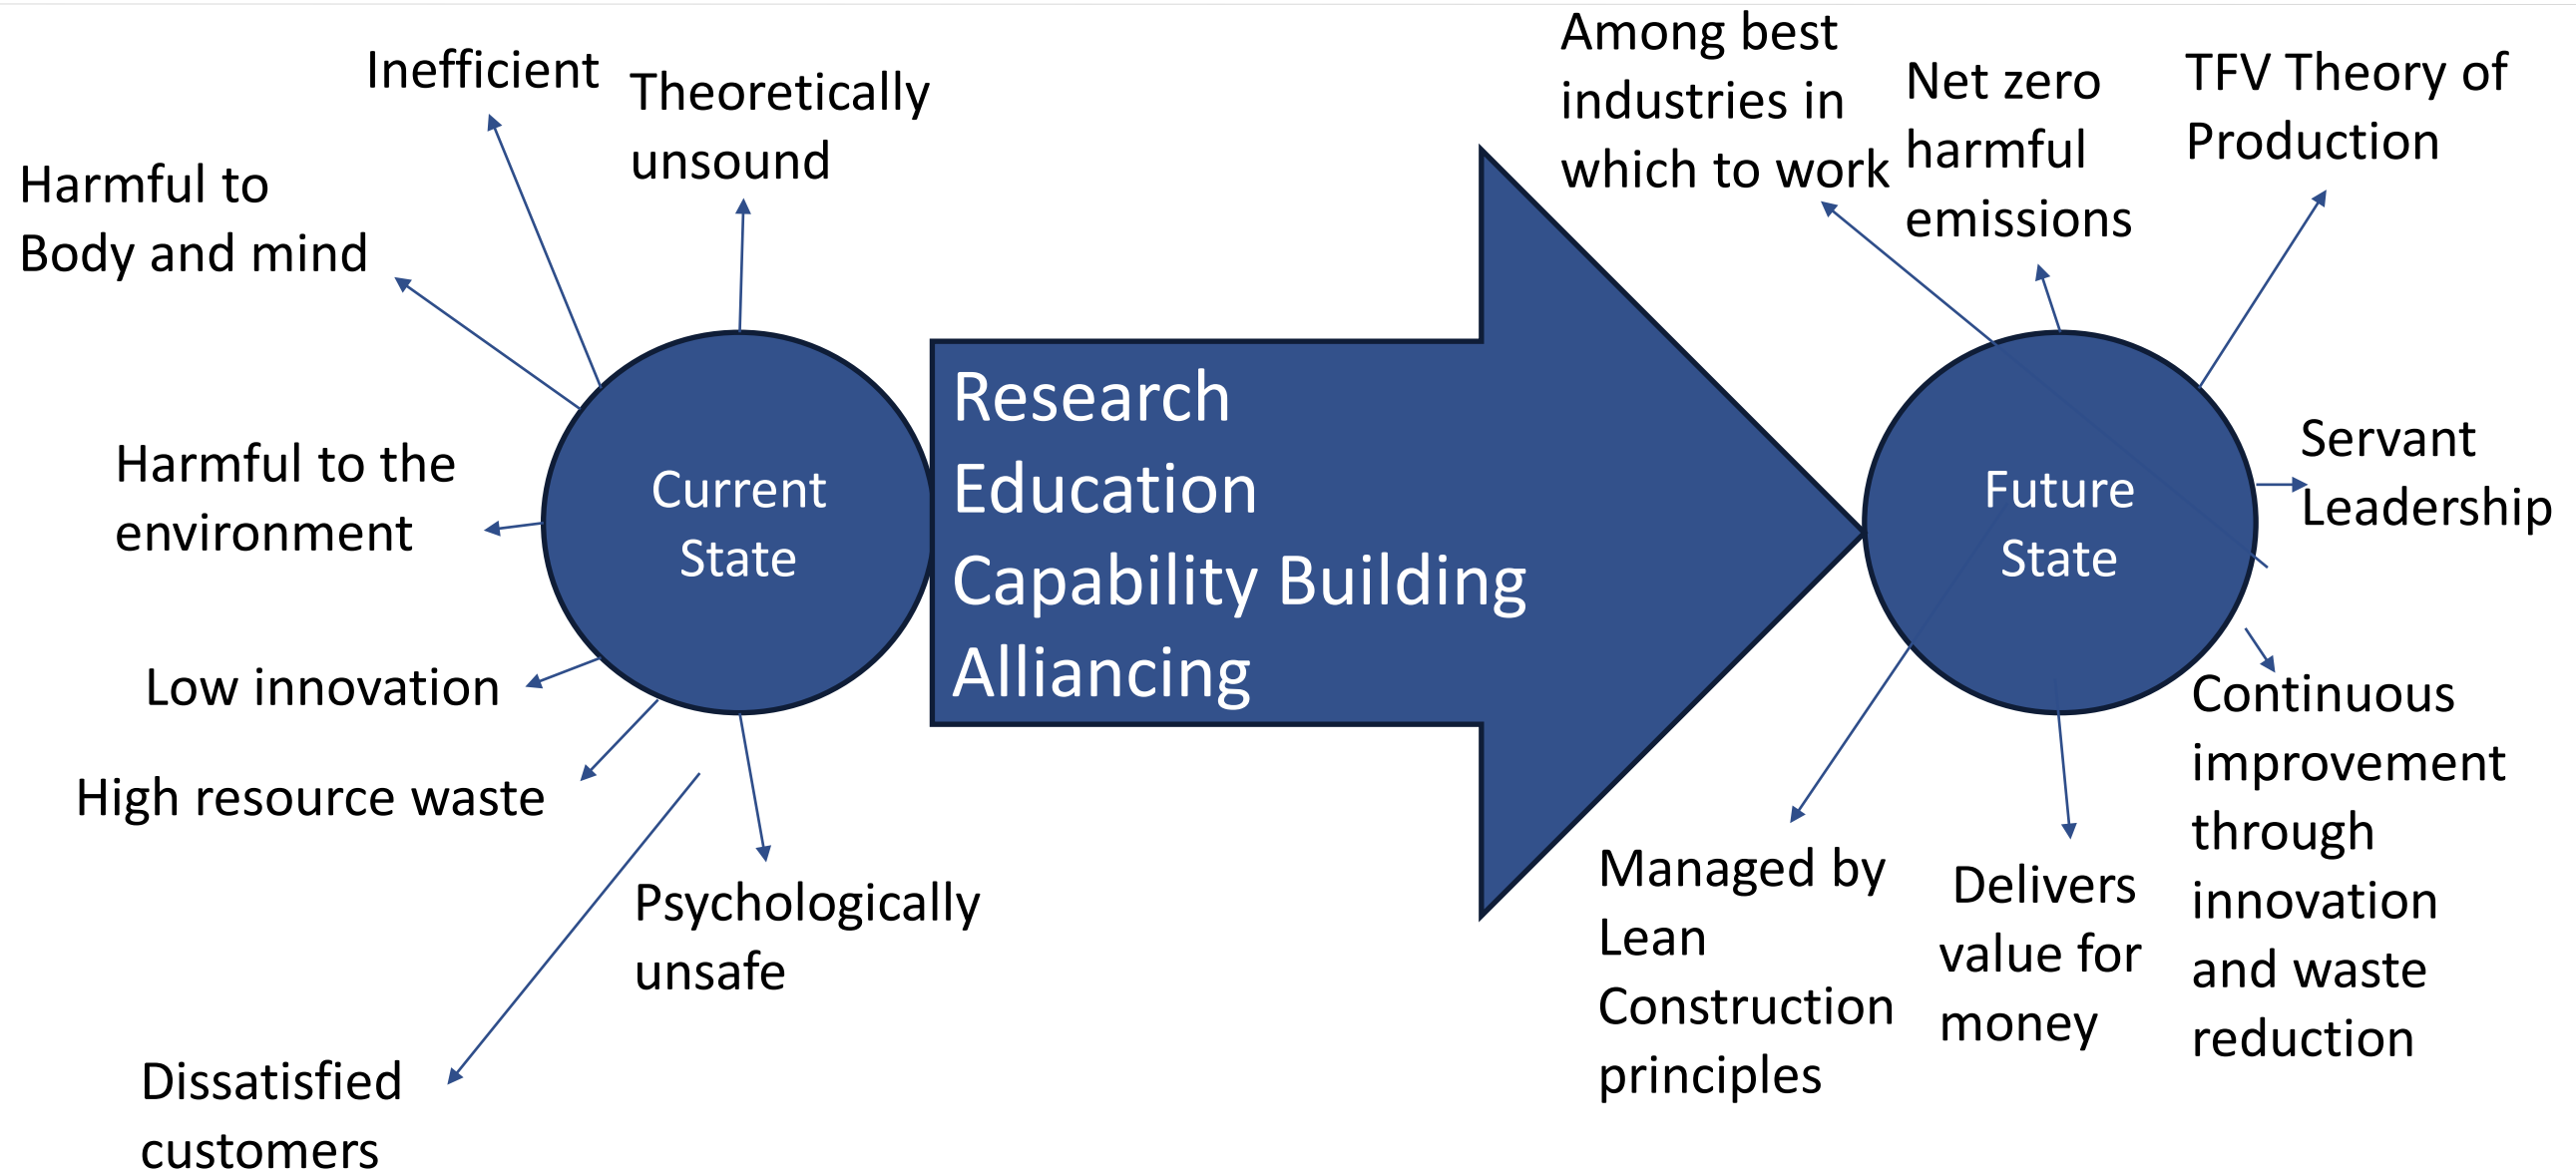 Inefficient
Theoretically
unsound
Harmful to
Body and mind
Harmful to the
environment
Current
State
Low innovation
High resource waste
Psychologically
unsafe
Dissatisfied
customers
Research
Education
Capability Building
Alliancing
Among best
industries in
which to work
Net zero
harmful
emissions
TFV Theory of
Production
Servant
Leadership
Future
State
Managed by
Lean
Construction
principles
Delivers
value for
money
Continuous
improvement
through
innovation
and waste
reduction